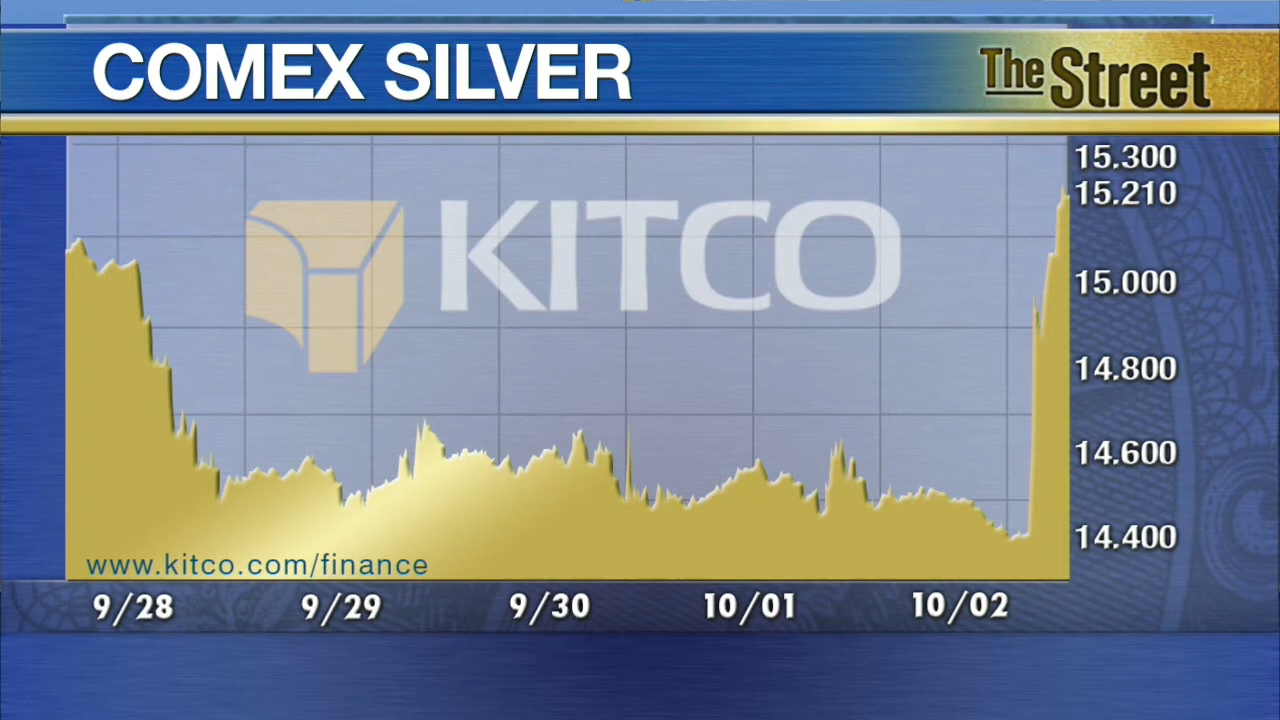 COMEX SILVER
The Street
KITCO
15.300
15.210
15.000
14.800
14.600
14.400
www.kitco.com/finance
9/28 9/29 9/30 10/01 10/02